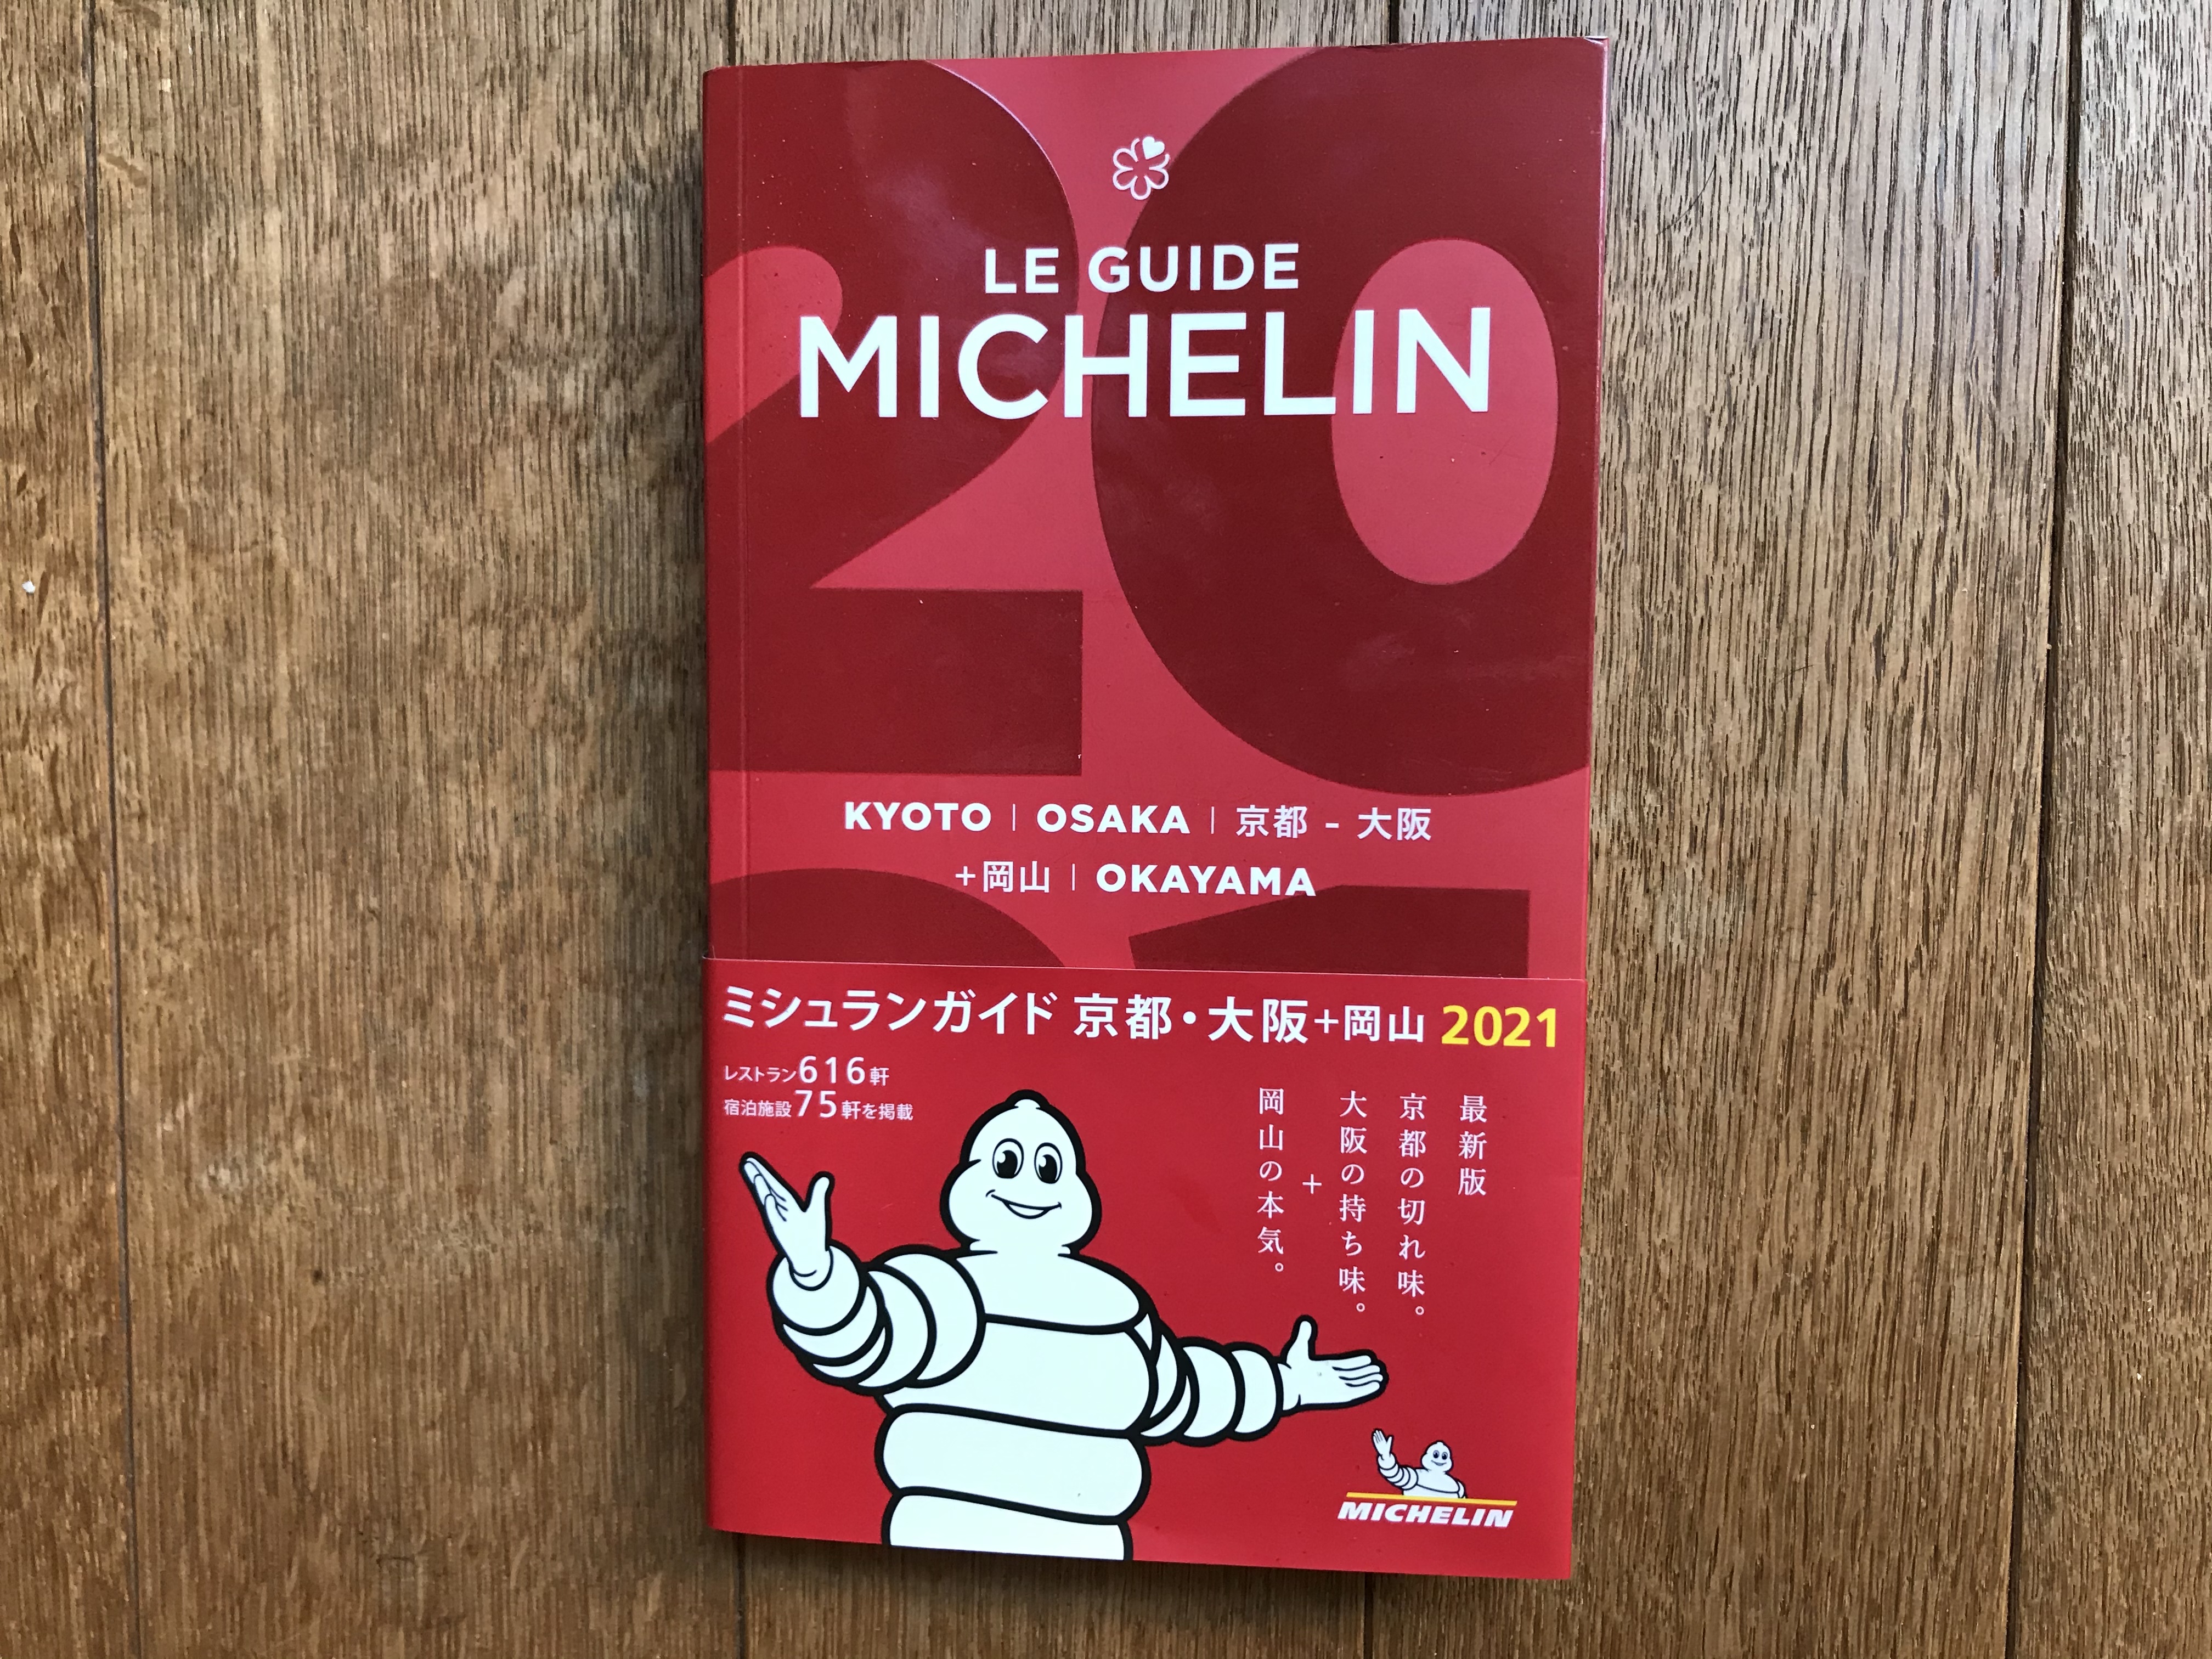 LE GUIDE
MICHELIN
KYOTO | OSAKA | 京都 - 大阪
+岡山 | OKAYAMA
ミシュランガイド 京都・大阪+岡山 2021
レストラン616軒
宿泊施設75軒を掲載
最新版
京都の切れ味。
大阪の持ち味。
+
岡山の本気。
MICHELIN
2021